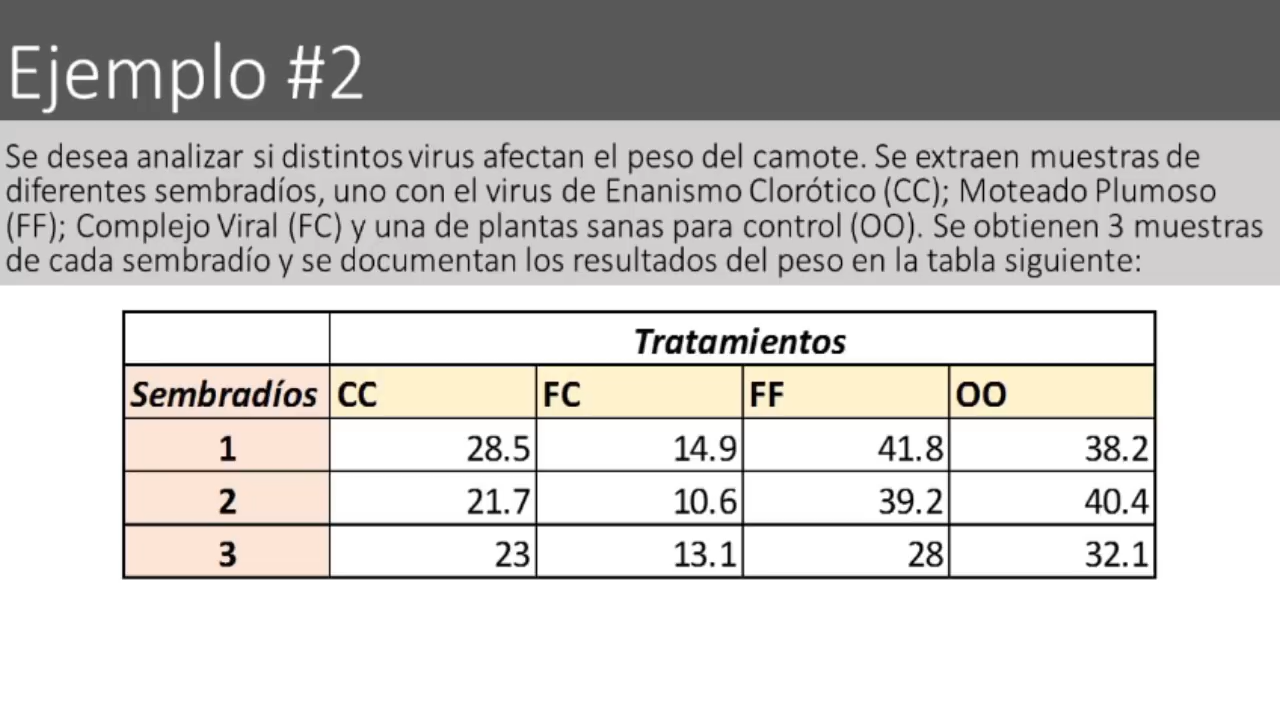 Ejemplo #2
Se desea analizar si distintos virus afectan el peso del camote. Se extraen muestras de
diferentes sembradíos, uno con el virus de Enanismo Clorótico (CC); Moteado Plumoso
(FF); Complejo Viral (FC) y una de plantas sanas para control (OO). Se obtienen 3 muestras
de cada sembradío y se documentan los resultados del peso en la tabla siguiente:
Tratamientos
Sembradíos CC FC FF OO
1 28.5 14.9 41.8 38.2
2 21.7 10.6 39.2 40.4
3 23 13.1 28 32.1